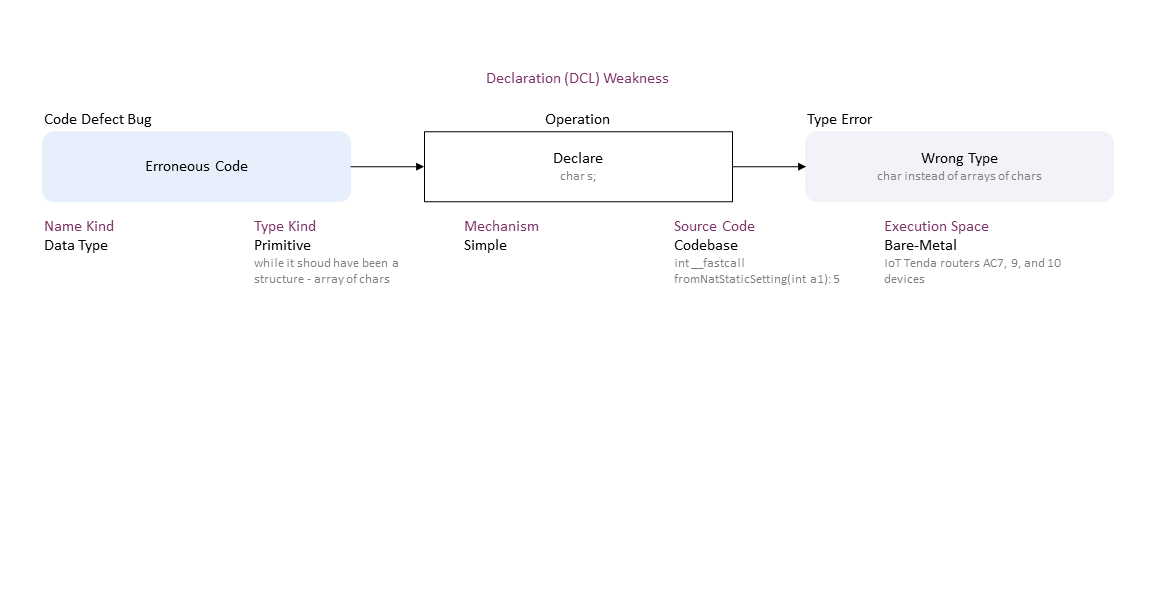 Declaration (DCL) Weakness
Code Defect Bug
Operation
Type Error
Erroneous Code
Declare
char s;
Wrong Type
char instead of arrays of chars
Name Kind
Data Type
Type Kind
Primitive
while it shoud have been a
structure - array of chars
Mechanism
Simple
Source Code
Codebase
int __fastcall
fromNatStaticSetting(int a1): 5
Execution Space
Bare-Metal
IoT Tenda routers AC7, 9, and 10
devices